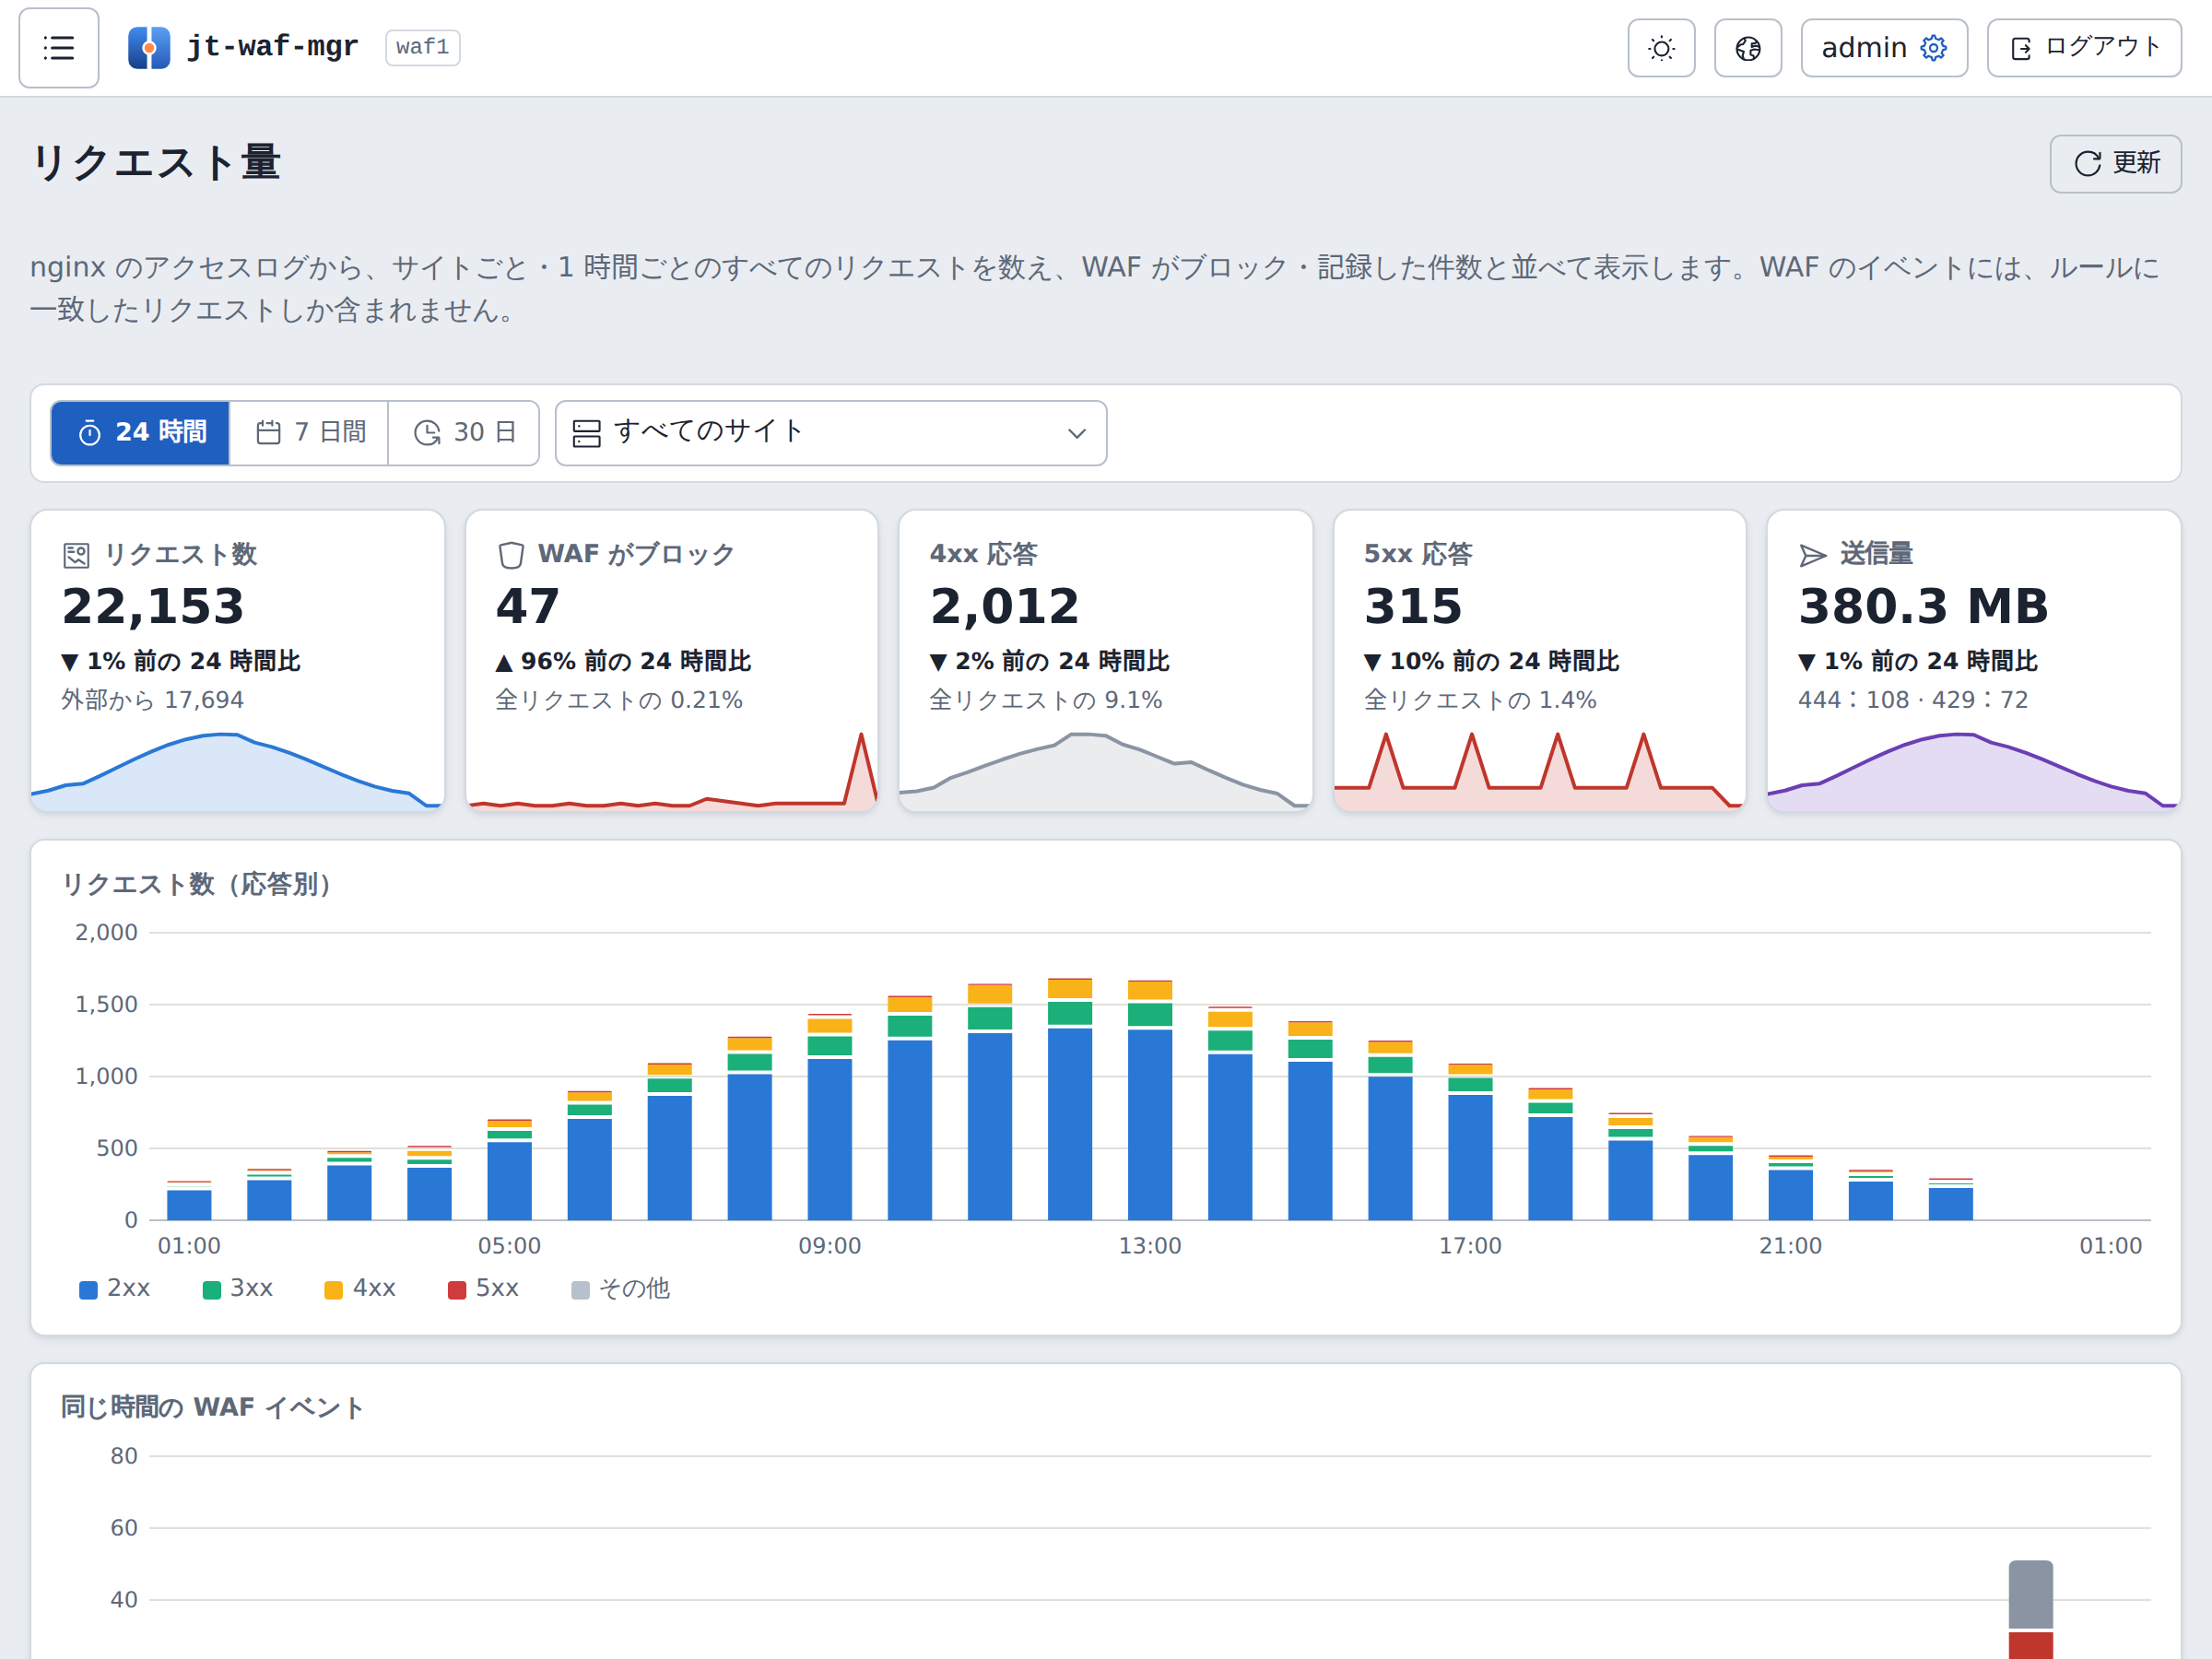 jt-waf-mgr waf1 admin ログアウト
リクエスト量 更新
nginx のアクセスログから、サイトごと・1 時間ごとのすべてのリクエストを数え、WAF がブロック・記録した件数と並べて表示します。WAF のイベントには、ルールに
一致したリクエストしか含まれません。
24 時間 7 日間 30 日 すべてのサイト
リクエスト数
22,153
▼ 1% 前の 24 時間比
外部から 17,694
WAF がブロック
47
▲ 96% 前の 24 時間比
全リクエストの 0.21%
4xx 応答
2,012
▼ 2% 前の 24 時間比
全リクエストの 9.1%
5xx 応答
315
▼ 10% 前の 24 時間比
全リクエストの 1.4%
送信量
380.3 MB
▼ 1% 前の 24 時間比
444：108 · 429：72
リクエスト数（応答別）
2,000
1,500
1,000
500
0
01:00 05:00 09:00 13:00 17:00 21:00 01:00
2xx 3xx 4xx 5xx その他
同じ時間の WAF イベント
80
60
40